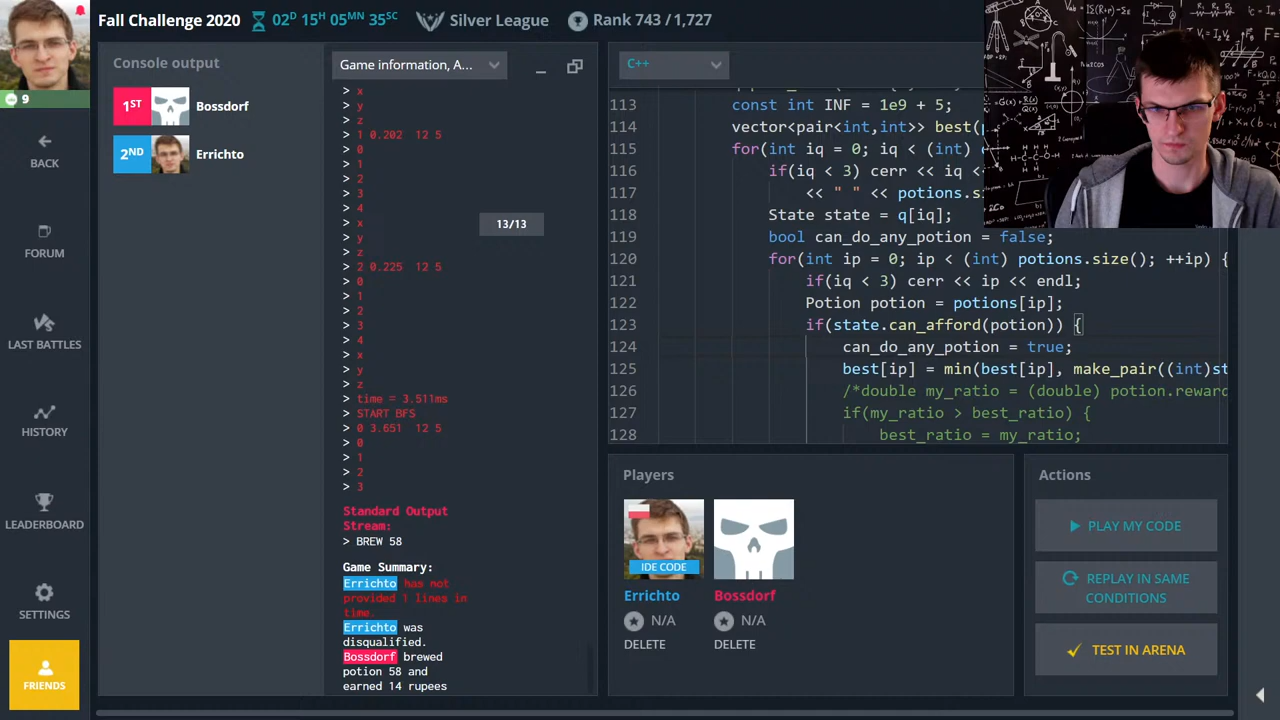 Fall Challenge 2020
02D 15H 05MN 35SC
Silver League
Rank 743 / 1,727
9
BACK
FORUM
LAST BATTLES
HISTORY
LEADERBOARD
SETTINGS
FRIENDS
Console output
1ST Bossdorf
2ND Errichto
Game information, A...
> x
> y
> z
> 1 0.202 12 5
> 0
> 1
> 2
> 3
> 4
> x
> y
> z
> 2 0.225 12 5
> 0
> 1
> 2
> 3
> 4
> x
> y
> z
> time = 3.511ms
> START BFS
> 0 3.651 12 5
> 0
> 1
> 2
> 3
Standard Output
Stream:
> BREW 58
Game Summary:
Errichto has not
provided 1 lines in
time.
Errichto was
disqualified.
Bossdorf brewed
potion 58 and
earned 14 rupees
13/13
C++
113 const int INF = 1e9 + 5;
114 vector<pair<int,int>> best(
115 for(int iq = 0; iq < (int)
116 if(iq < 3) cerr << iq <
117 << " " << potions.s
118 State state = q[iq];
119 bool can_do_any_potion = false;
120 for(int ip = 0; ip < (int) potions.size(); ++ip) {
121 if(iq < 3) cerr << ip << endl;
122 Potion potion = potions[ip];
123 if(state.can_afford(potion)) {
124 can_do_any_potion = true;
125 best[ip] = min(best[ip], make_pair((int)st
126 /*double my_ratio = (double) potion.reward
127 if(my_ratio > best_ratio) {
128 best_ratio = my_ratio;
Players
IDE CODE
Errichto
N/A
DELETE
Bossdorf
N/A
DELETE
Actions
PLAY MY CODE
REPLAY IN SAME
CONDITIONS
TEST IN ARENA